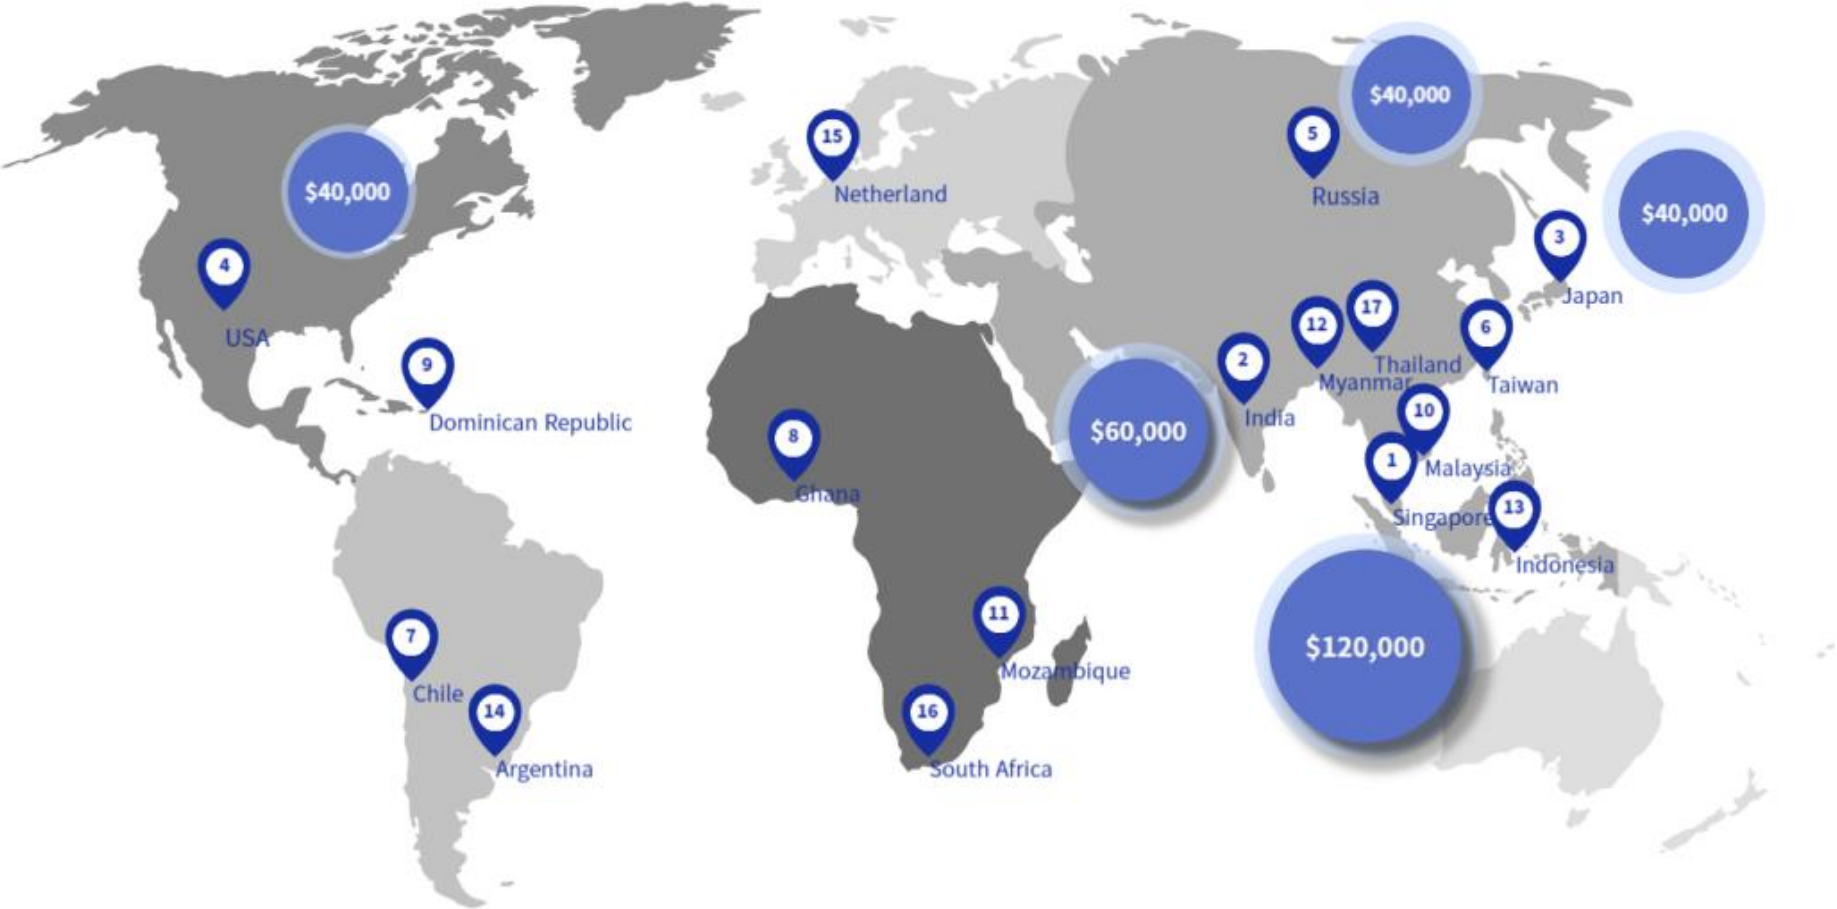 $40,000
$40,000
15
5
Netherland
$40,000
Russia
$40,000
3
4
Japan
17
12
6
USA
2
9
Thailand
Myanmar
Taiwan
10
India
Dominican Republic
$60,000
8
1
Malaysia
Ghana
13
Singapore
Indonesia
11
7
$120,000
Mozambique
Chile
14
16
Argentina
South Africa